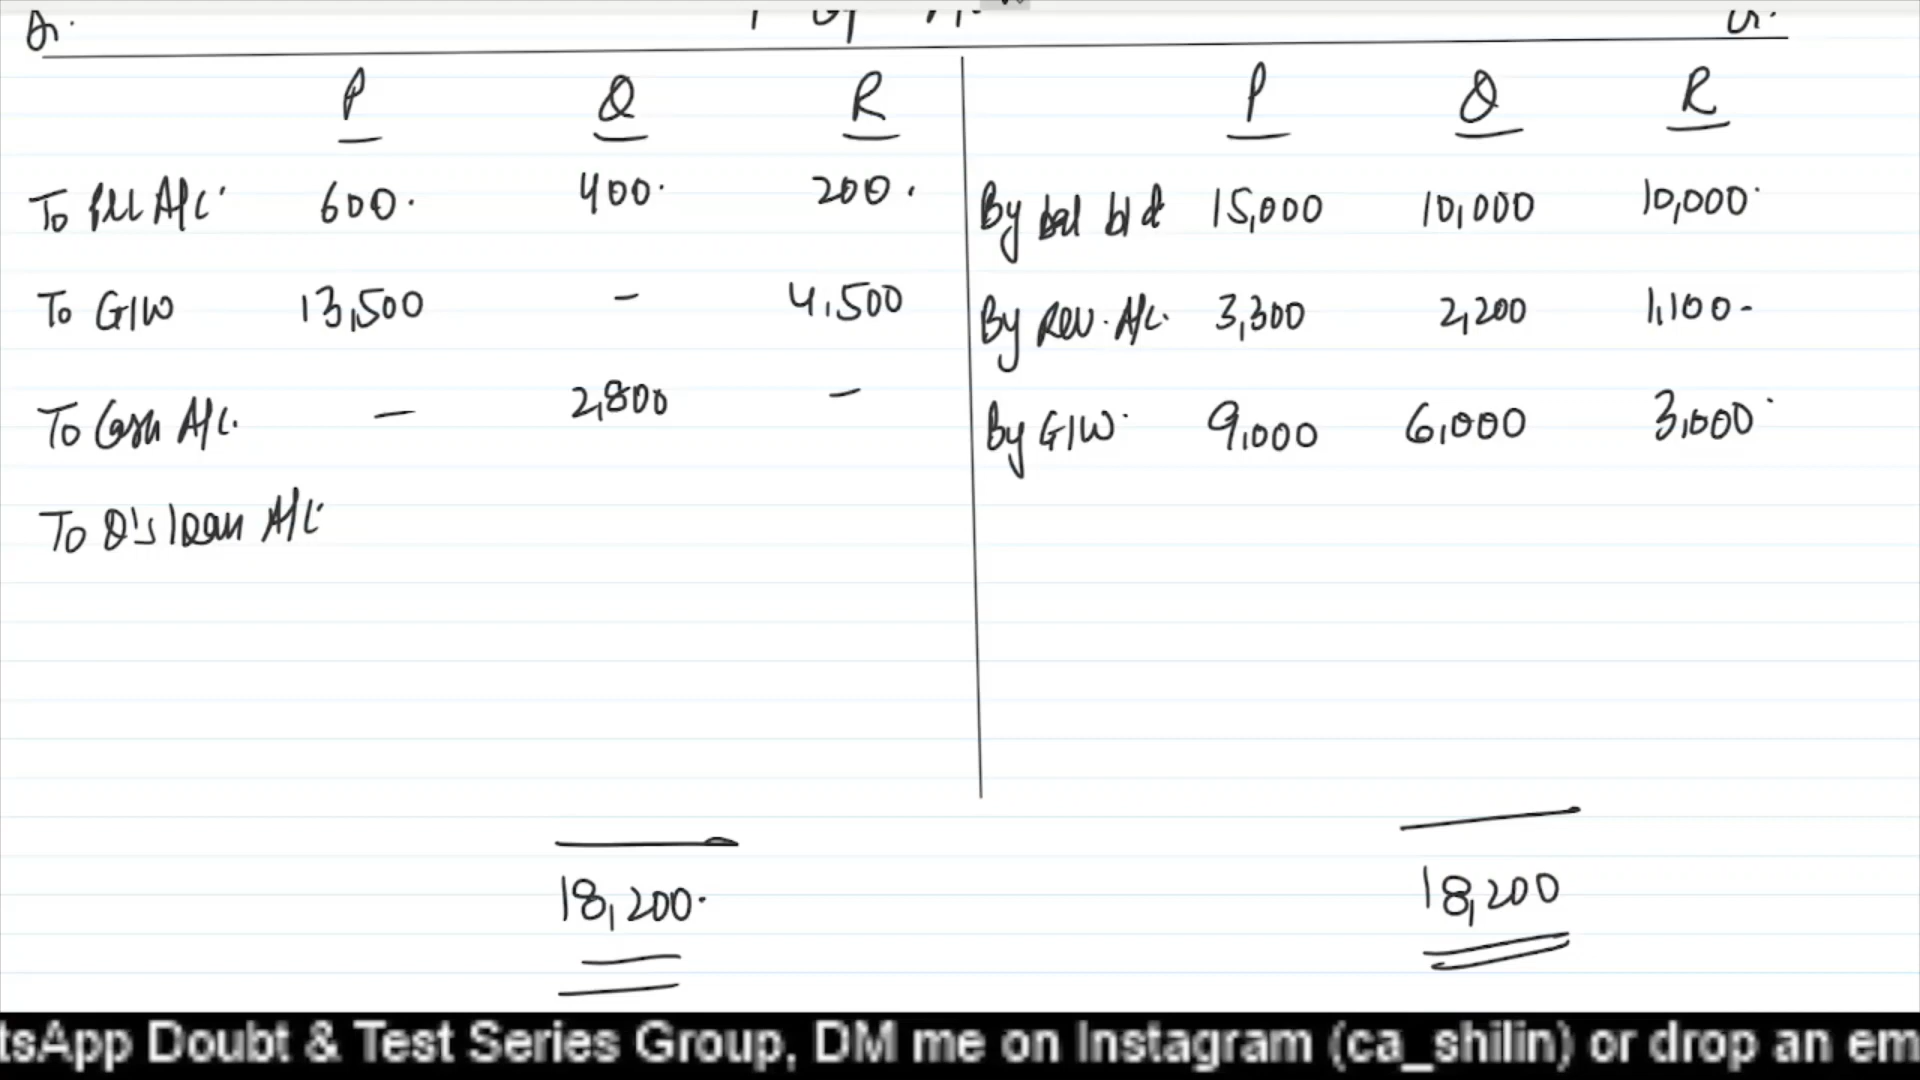 Dr. Cr.
P Q R P Q R
To P&L A/c 600. 400. 200. By bal b/d 15,000 10,000 10,000
To G/W 13,500 - 4,500 By Rev. A/c. 3,300 2,200 1,100
To Cash A/c. - 2,800 - By G/W 9,000 6,000 3,000
To Q's loan A/c
18,200. 18,200
tsApp Doubt & Test Series Group, DM me on Instagram (ca_shilin) or drop an em